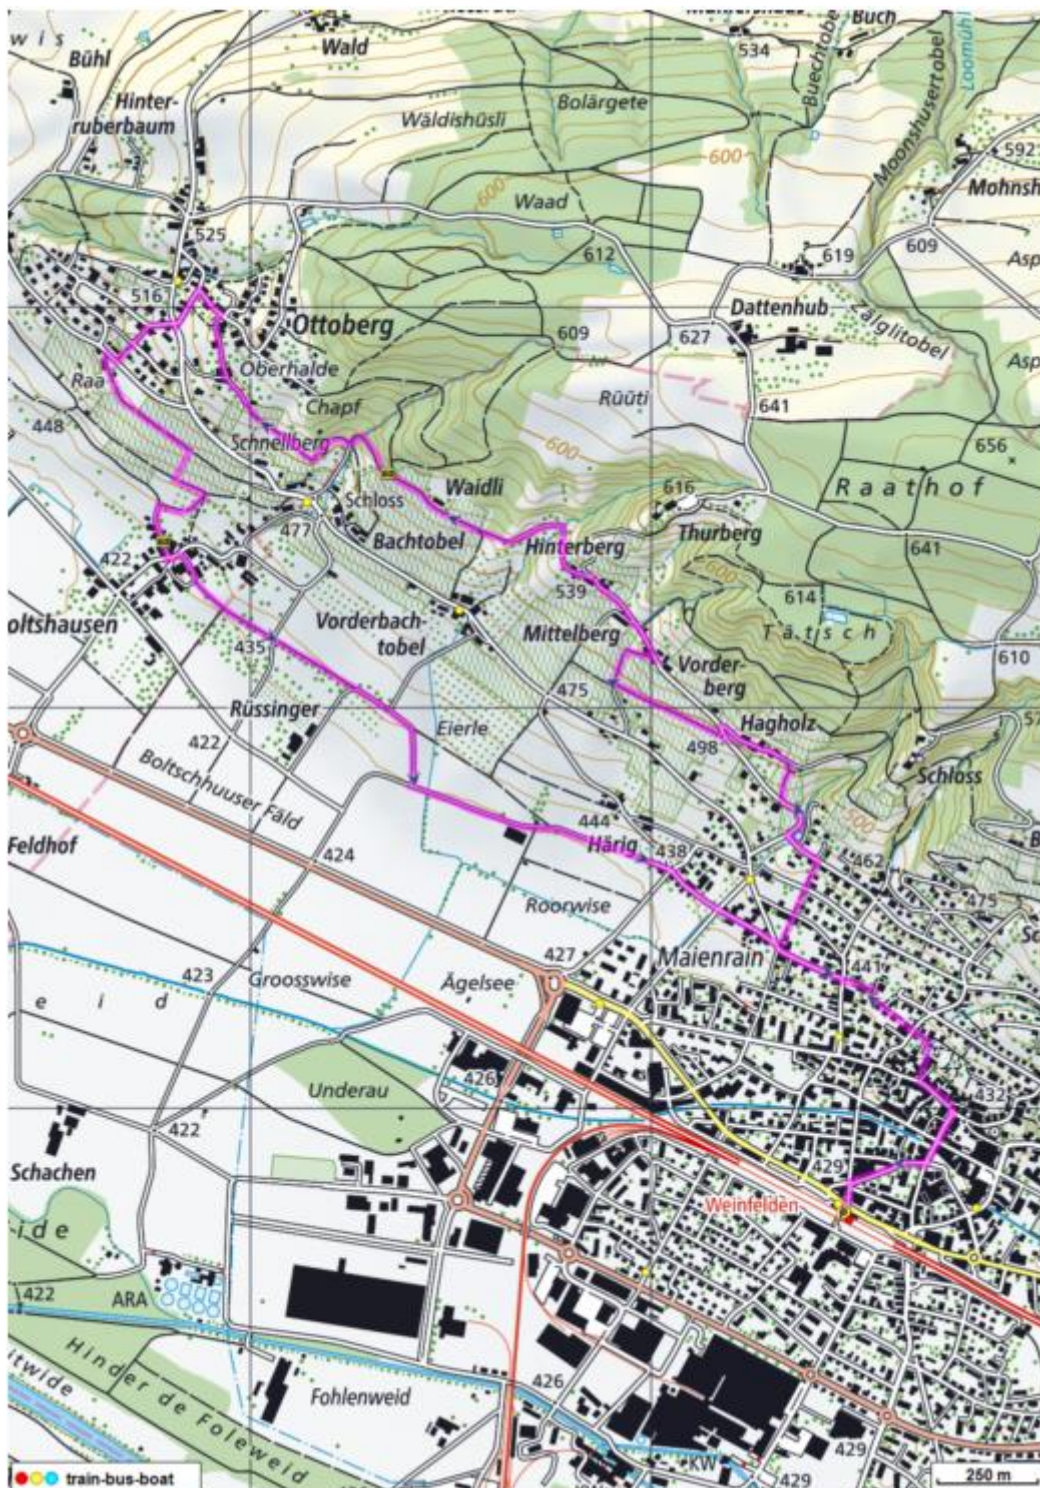 wis
Bühl
Wald
534
Buch
Buechtobel
Moonshusertobel
Loomühl
Hinter-
ruberbaum
Wäldishüsli
Bolärgete
600
592
600
Waad
Mohnsh
525
612
619
609
Asp
516
Ottoberg
609
627
Dattenhub
Zälglitobel
Raa
Oberhalde
Asp
Chapf
Rüüti
641
448
Schnellberg
600
656
Waidli
616
Raathof
Schloss
477
Bachtobel
Hinterberg
Thurberg
641
422
539
600
614
oltshausen
Vorderbach-
tobel
Mittelberg
Tätsch
435
Vorder-
berg
610
475
Rüssinger
Eierle
Hagholz
422
498
Schloss
Boltschhuuser Fäld
444
500
Feldhof
Härig
438
462
424
475
Roorwise
427
Maienrain
423
Groosswise
Ägelsee
441
eid
426
Underau
432
422
429
Schachen
Weinfelden
ide
422
ARA
Hinder de Foleweid
itwide
Fohlenweid
426
429
KW
429
train-bus-boat
250 m